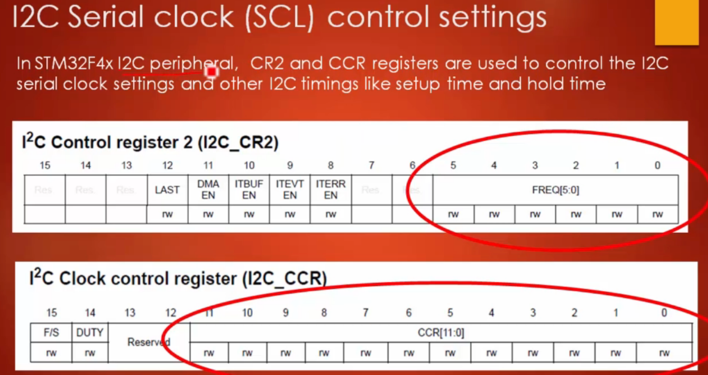 I2C Serial clock (SCL) control settings
In STM32F4x I2C peripheral, CR2 and CCR registers are used to control the I2C
serial clock settings and other I2C timings like setup time and hold time
I²C Control register 2 (I2C_CR2)
15 14 13 12 11 10 9 8 7 6 5 4 3 2 1 0
Res. Res. Res. LAST DMA EN ITBUF EN ITEVT EN ITERR EN Res. FREQ[5:0]
rw rw rw rw rw rw rw rw rw rw rw
I²C Clock control register (I2C_CCR)
15 14 13 12 11 10 9 8 7 6 5 4 3 2 1 0
F/S DUTY Reserved CCR[11:0]
rw rw rw rw rw rw rw rw rw rw rw rw rw rw